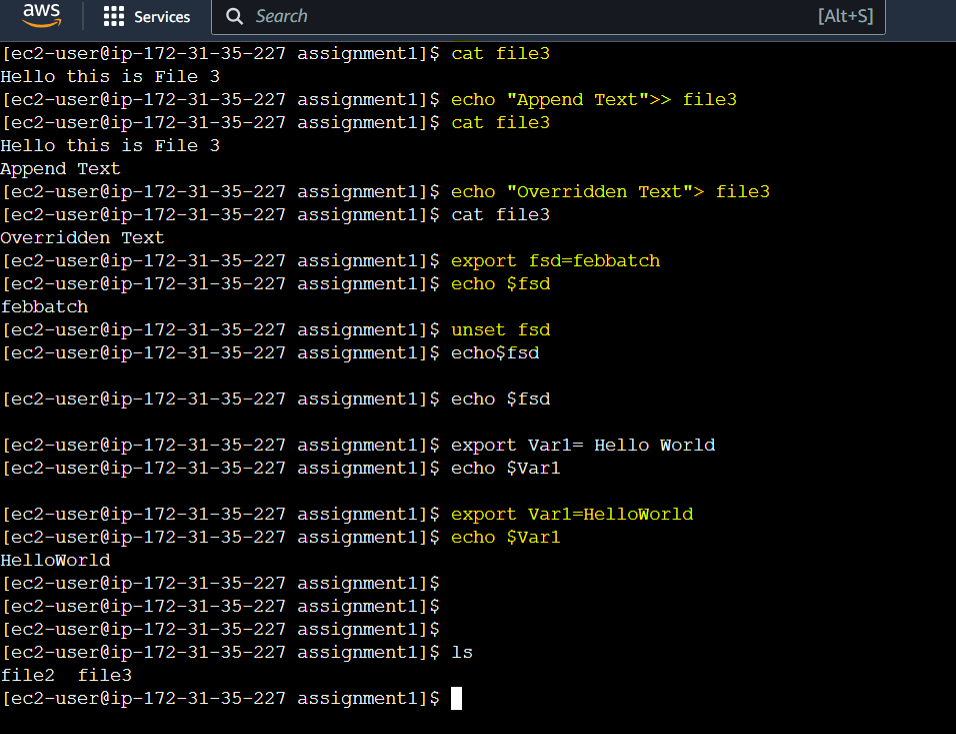 aws Services Search [Alt+S]
[ec2-user@ip-172-31-35-227 assignment1]$ cat file3
Hello this is File 3
[ec2-user@ip-172-31-35-227 assignment1]$ echo "Append Text">> file3
[ec2-user@ip-172-31-35-227 assignment1]$ cat file3
Hello this is File 3
Append Text
[ec2-user@ip-172-31-35-227 assignment1]$ echo "Overridden Text"> file3
[ec2-user@ip-172-31-35-227 assignment1]$ cat file3
Overridden Text
[ec2-user@ip-172-31-35-227 assignment1]$ export fsd=febbatch
[ec2-user@ip-172-31-35-227 assignment1]$ echo $fsd
febbatch
[ec2-user@ip-172-31-35-227 assignment1]$ unset fsd
[ec2-user@ip-172-31-35-227 assignment1]$ echo$fsd
[ec2-user@ip-172-31-35-227 assignment1]$ echo $fsd
[ec2-user@ip-172-31-35-227 assignment1]$ export Var1= Hello World
[ec2-user@ip-172-31-35-227 assignment1]$ echo $Var1
[ec2-user@ip-172-31-35-227 assignment1]$ export Var1=HelloWorld
[ec2-user@ip-172-31-35-227 assignment1]$ echo $Var1
HelloWorld
[ec2-user@ip-172-31-35-227 assignment1]$
[ec2-user@ip-172-31-35-227 assignment1]$
[ec2-user@ip-172-31-35-227 assignment1]$
[ec2-user@ip-172-31-35-227 assignment1]$ ls
file2  file3
[ec2-user@ip-172-31-35-227 assignment1]$